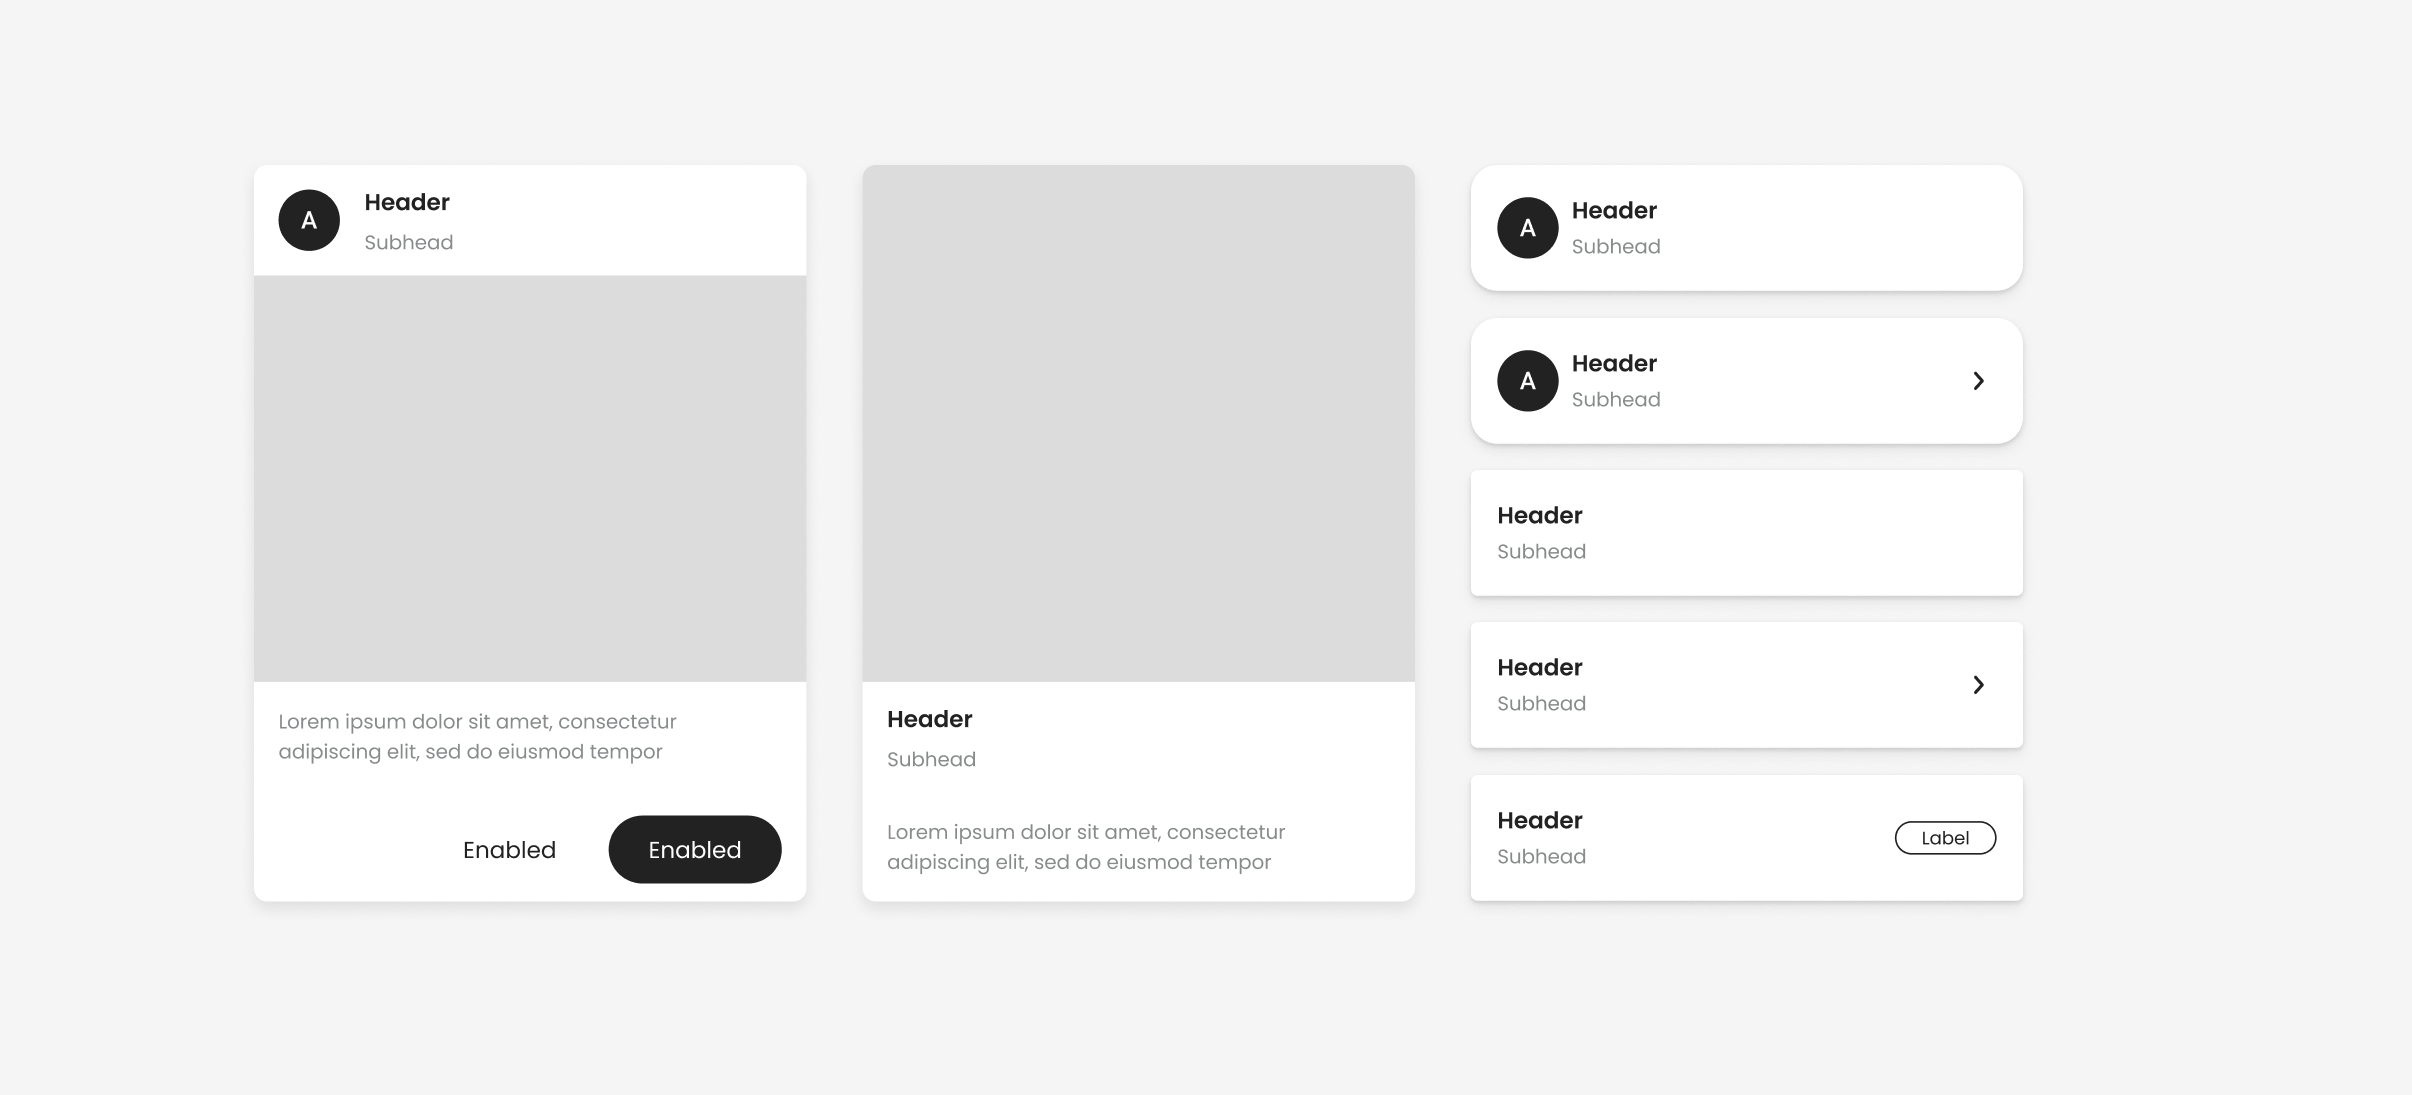 A
Header
Subhead
Lorem ipsum dolor sit amet, consectetur
adipiscing elit, sed do eiusmod tempor
Enabled
Enabled
Header
Subhead
Lorem ipsum dolor sit amet, consectetur
adipiscing elit, sed do eiusmod tempor
A
Header
Subhead
A
Header
Subhead
Header
Subhead
Header
Subhead
Header
Subhead
Label